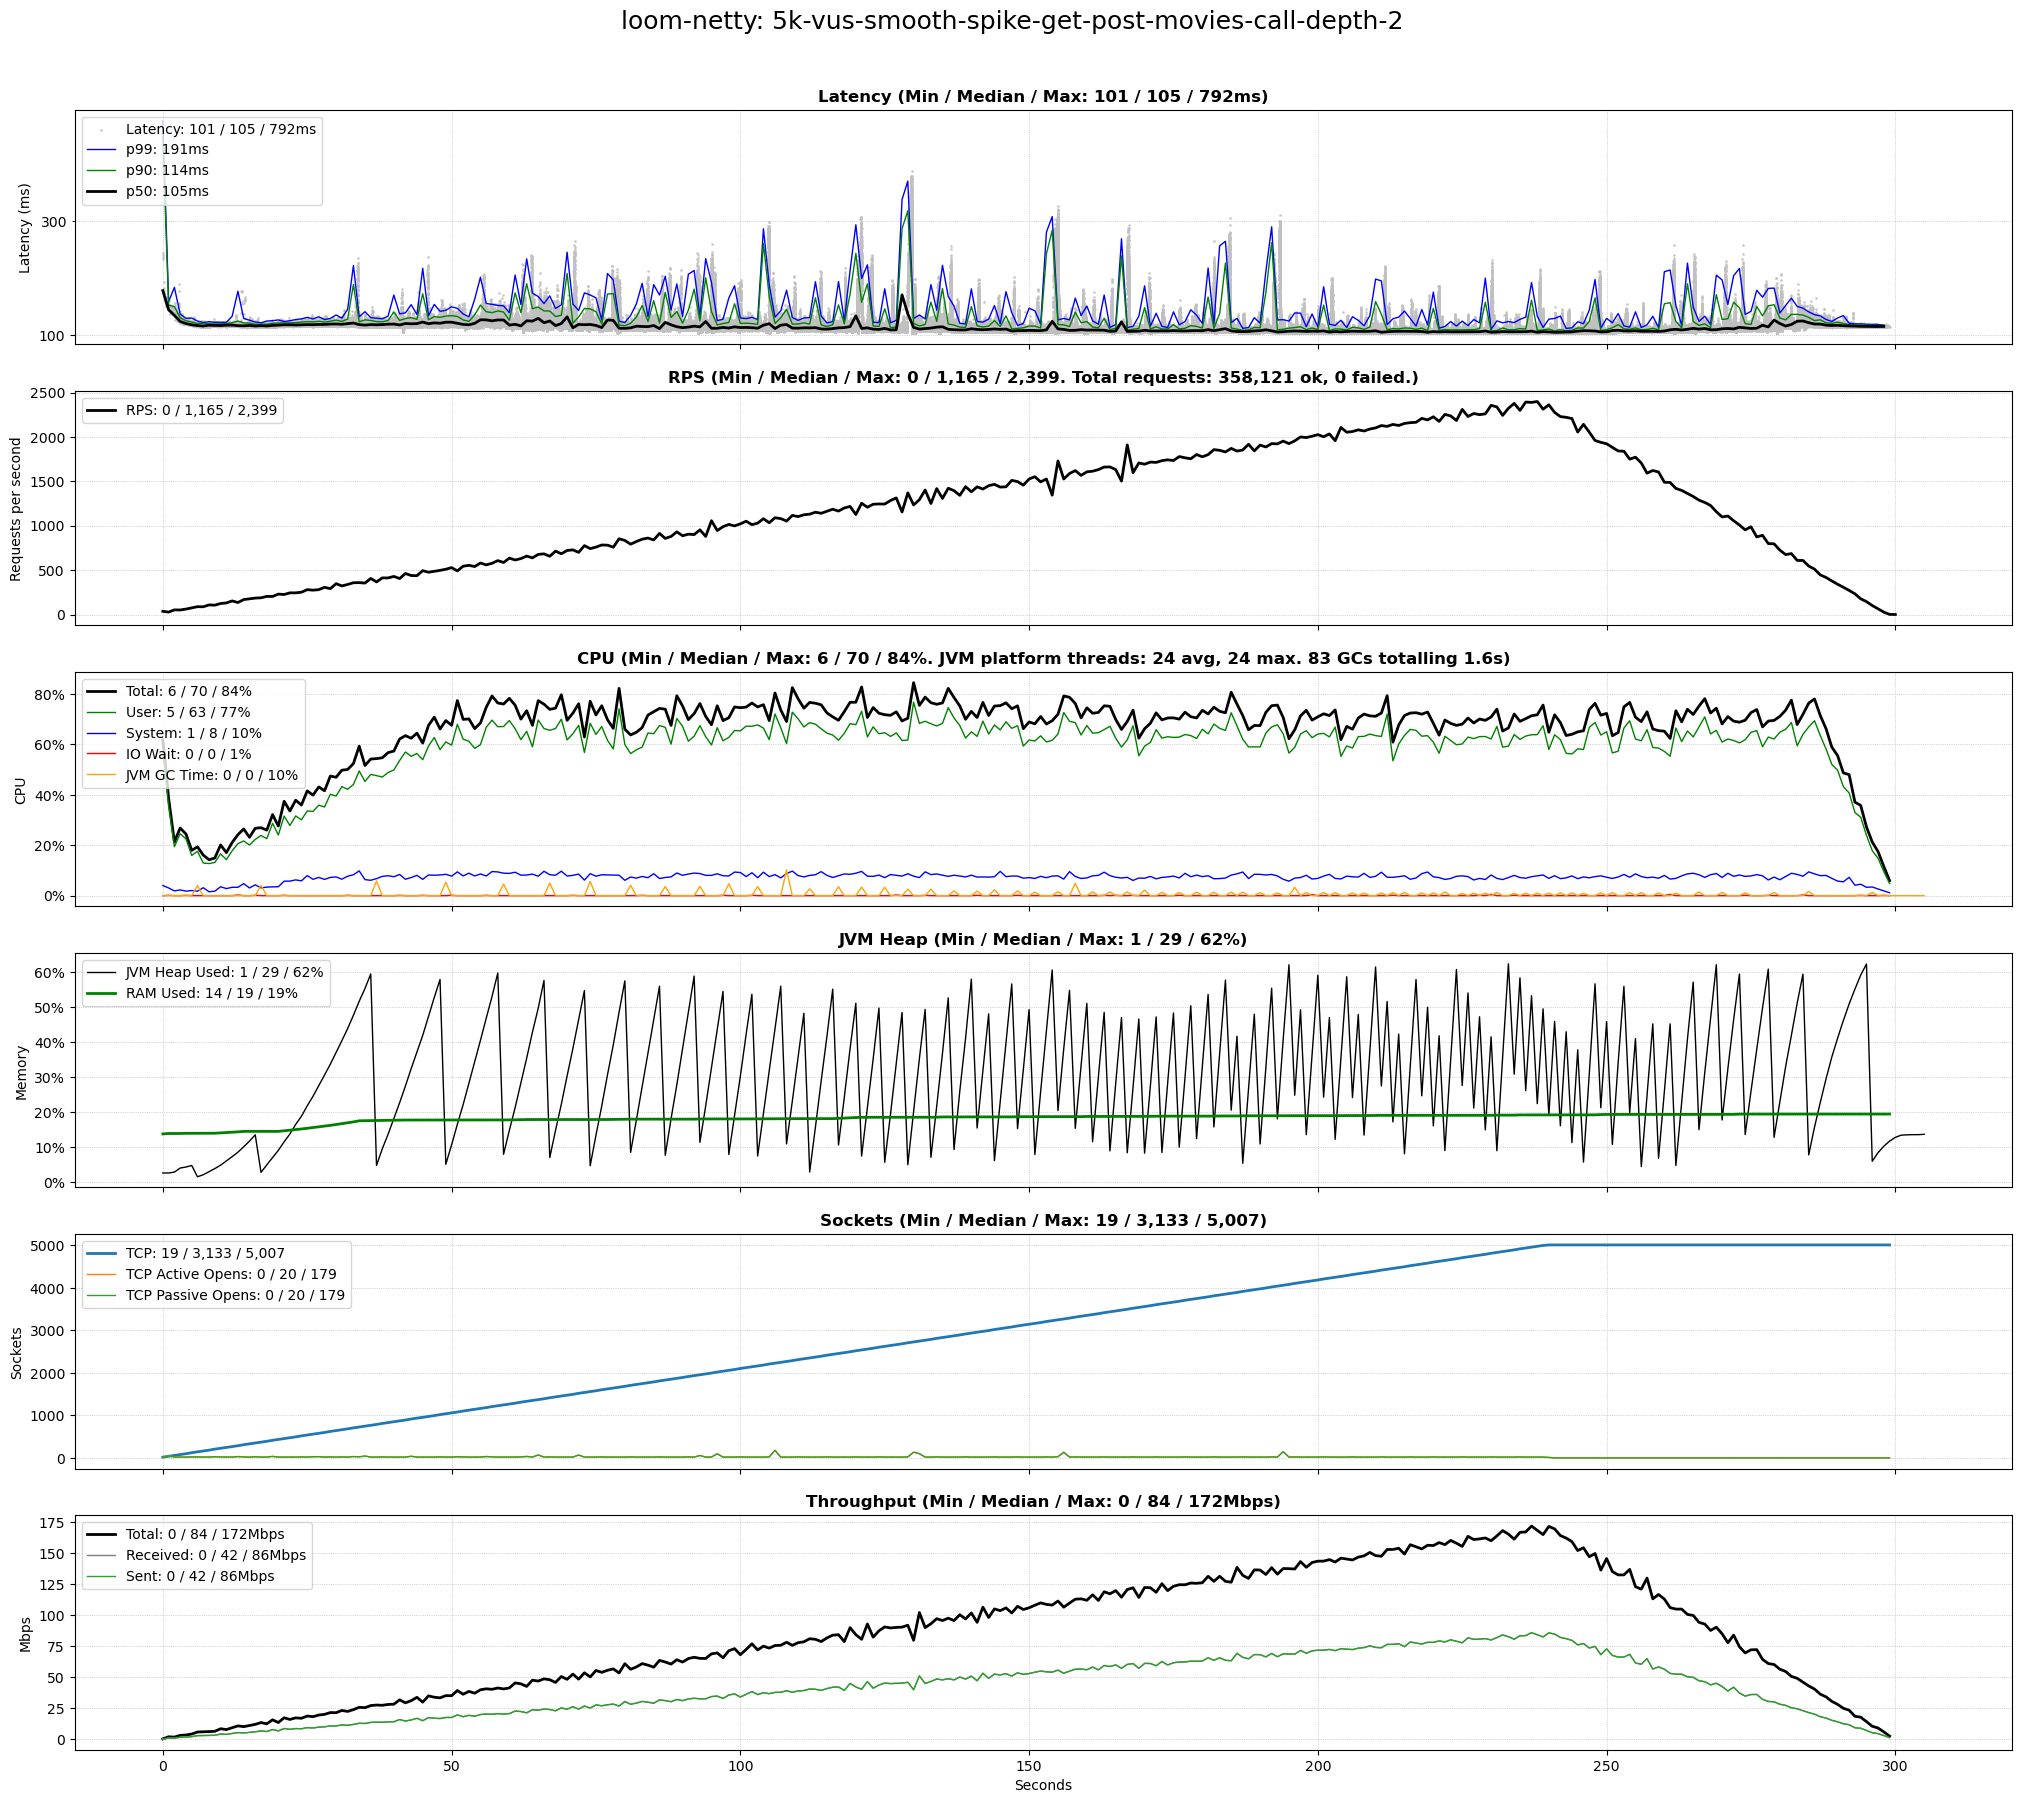 loom-netty: 5k-vus-smooth-spike-get-post-movies-call-depth-2
Latency (Min / Median / Max: 101 / 105 / 792ms)
Latency: 101 / 105 / 792ms
p99: 191ms
p90: 114ms
p50: 105ms
Latency (ms)
300
100
RPS (Min / Median / Max: 0 / 1,165 / 2,399. Total requests: 358,121 ok, 0 failed.)
RPS: 0 / 1,165 / 2,399
Requests per second
2500
2000
1500
1000
500
0
CPU (Min / Median / Max: 6 / 70 / 84%. JVM platform threads: 24 avg, 24 max. 83 GCs totalling 1.6s)
Total: 6 / 70 / 84%
User: 5 / 63 / 77%
System: 1 / 8 / 10%
IO Wait: 0 / 0 / 1%
JVM GC Time: 0 / 0 / 10%
CPU
80%
60%
40%
20%
0%
JVM Heap (Min / Median / Max: 1 / 29 / 62%)
JVM Heap Used: 1 / 29 / 62%
RAM Used: 14 / 19 / 19%
Memory
60%
50%
40%
30%
20%
10%
0%
Sockets (Min / Median / Max: 19 / 3,133 / 5,007)
TCP: 19 / 3,133 / 5,007
TCP Active Opens: 0 / 20 / 179
TCP Passive Opens: 0 / 20 / 179
Sockets
5000
4000
3000
2000
1000
0
Throughput (Min / Median / Max: 0 / 84 / 172Mbps)
Total: 0 / 84 / 172Mbps
Received: 0 / 42 / 86Mbps
Sent: 0 / 42 / 86Mbps
Mbps
175
150
125
100
75
50
25
0
0 50 100 150 200 250 300
Seconds